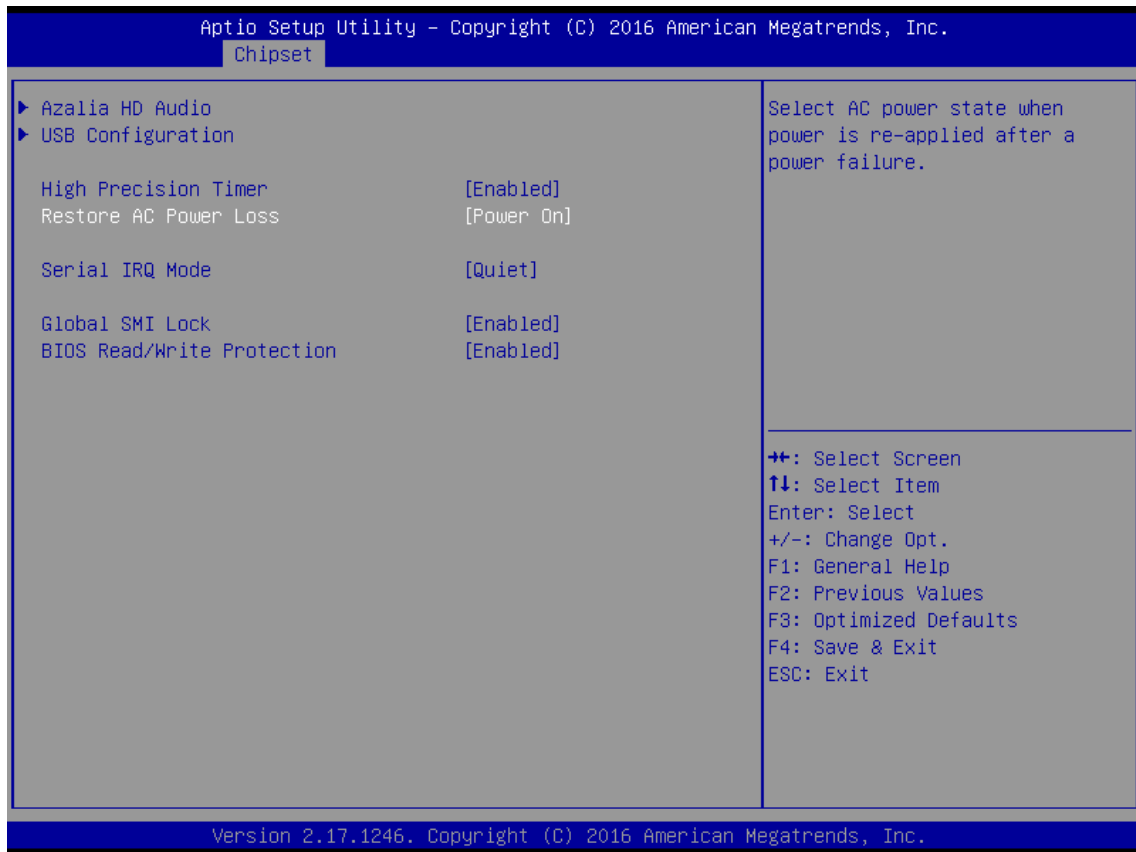 Aptio Setup Utility – Copyright (C) 2016 American Megatrends, Inc.
Chipset
▶ Azalia HD Audio
▶ USB Configuration
High Precision Timer [Enabled]
Restore AC Power Loss [Power On]
Serial IRQ Mode [Quiet]
Global SMI Lock [Enabled]
BIOS Read/Write Protection [Enabled]
Select AC power state when
power is re-applied after a
power failure.
→←: Select Screen
↑↓: Select Item
Enter: Select
+/-: Change Opt.
F1: General Help
F2: Previous Values
F3: Optimized Defaults
F4: Save & Exit
ESC: Exit
Version 2.17.1246. Copyright (C) 2016 American Megatrends, Inc.